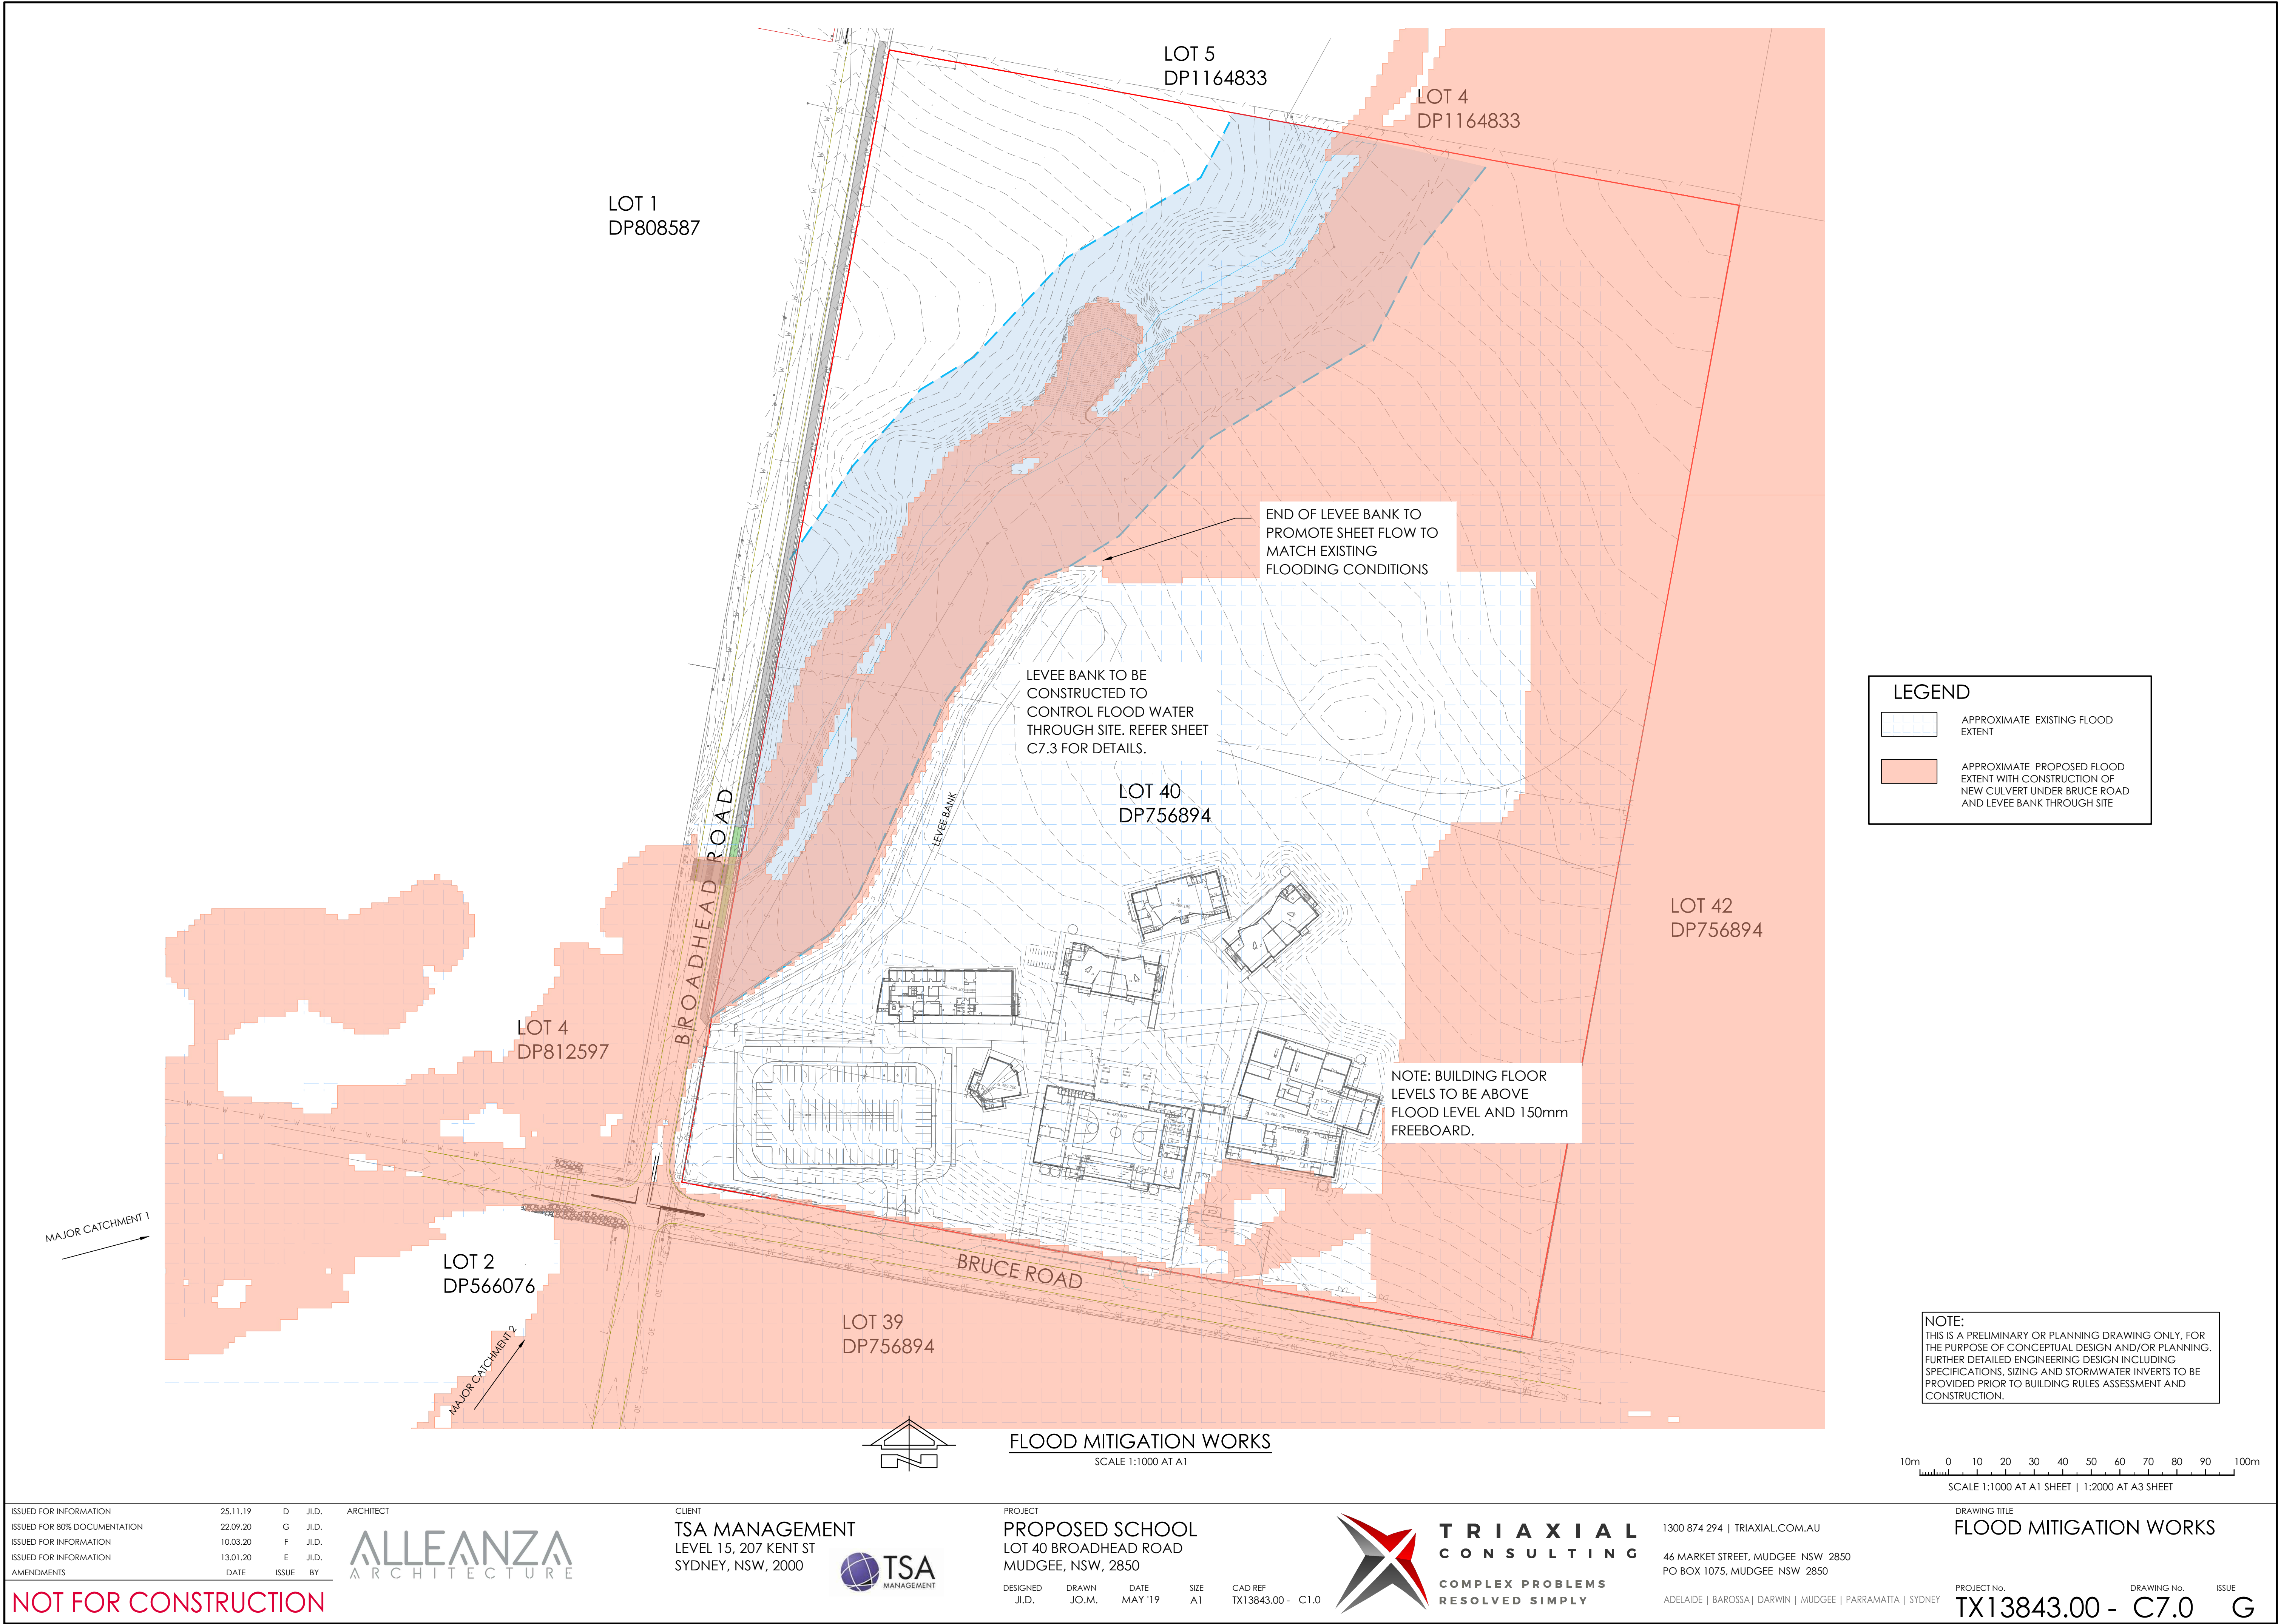 LOT 5
DP1164833
LOT 4
DP1164833
LOT 1
DP808587
END OF LEVEE BANK TO
PROMOTE SHEET FLOW TO
MATCH EXISTING
FLOODING CONDITIONS
LEVEE BANK TO BE
CONSTRUCTED TO
CONTROL FLOOD WATER
THROUGH SITE. REFER SHEET
C7.3 FOR DETAILS.
LEGEND
APPROXIMATE EXISTING FLOOD
EXTENT
APPROXIMATE PROPOSED FLOOD
EXTENT WITH CONSTRUCTION OF
NEW CULVERT UNDER BRUCE ROAD
AND LEVEE BANK THROUGH SITE
LOT 40
DP756894
LEVEE BANK
BROADHEAD ROAD
LOT 42
DP756894
LOT 4
DP812597
NOTE: BUILDING FLOOR
LEVELS TO BE ABOVE
FLOOD LEVEL AND 150mm
FREEBOARD.
MAJOR CATCHMENT 1
LOT 2
DP566076
BRUCE ROAD
LOT 39
DP756894
MAJOR CATCHMENT 2
NOTE:
THIS IS A PRELIMINARY OR PLANNING DRAWING ONLY, FOR
THE PURPOSE OF CONCEPTUAL DESIGN AND/OR PLANNING.
FURTHER DETAILED ENGINEERING DESIGN INCLUDING
SPECIFICATIONS, SIZING AND STORMWATER INVERTS TO BE
PROVIDED PRIOR TO BUILDING RULES ASSESSMENT AND
CONSTRUCTION.
N
FLOOD MITIGATION WORKS
SCALE 1:1000 AT A1
10m 0 10 20 30 40 50 60 70 80 90 100m
SCALE 1:1000 AT A1 SHEET | 1:2000 AT A3 SHEET
ISSUED FOR INFORMATION 25.11.19 D JI.D.
ISSUED FOR 80% DOCUMENTATION 22.09.20 G JI.D.
ISSUED FOR INFORMATION 10.03.20 F JI.D.
ISSUED FOR INFORMATION 13.01.20 E JI.D.
AMENDMENTS DATE ISSUE BY
NOT FOR CONSTRUCTION
ARCHITECT
ALLEANZA
ARCHITECTURE
CLIENT
TSA MANAGEMENT
LEVEL 15, 207 KENT ST
SYDNEY, NSW, 2000
TSA
MANAGEMENT
PROJECT
PROPOSED SCHOOL
LOT 40 BROADHEAD ROAD
MUDGEE, NSW, 2850
DESIGNED DRAWN DATE SIZE CAD REF
JI.D. JO.M. MAY '19 A1 TX13843.00 - C1.0
TRIAXIAL
CONSULTING
COMPLEX PROBLEMS
RESOLVED SIMPLY
1300 874 294 | TRIAXIAL.COM.AU
46 MARKET STREET, MUDGEE NSW 2850
PO BOX 1075, MUDGEE NSW 2850
ADELAIDE | BAROSSA | DARWIN | MUDGEE | PARRAMATTA | SYDNEY
DRAWING TITLE
FLOOD MITIGATION WORKS
PROJECT No. DRAWING No. ISSUE
TX13843.00 - C7.0 G